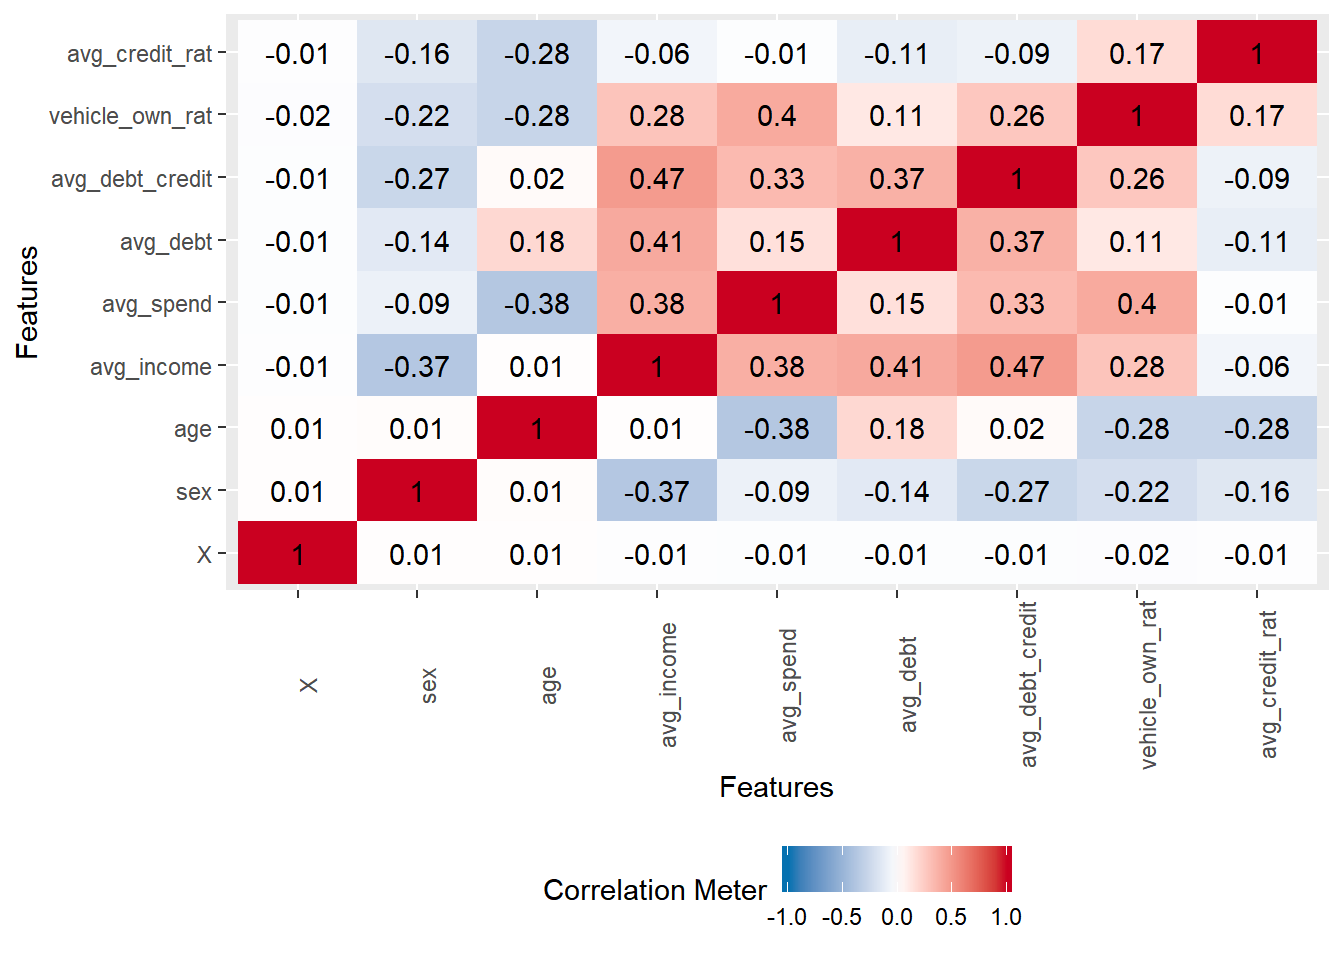 avg_credit_rat -0.01 -0.16 -0.28 -0.06 -0.01 -0.11 -0.09 0.17 1
vehicle_own_rat -0.02 -0.22 -0.28 0.28 0.4 0.11 0.26 1 0.17
avg_debt_credit -0.01 -0.27 0.02 0.47 0.33 0.37 1 0.26 -0.09
avg_debt -0.01 -0.14 0.18 0.41 0.15 1 0.37 0.11 -0.11
avg_spend -0.01 -0.09 -0.38 0.38 1 0.15 0.33 0.4 -0.01
avg_income -0.01 -0.37 0.01 1 0.38 0.41 0.47 0.28 -0.06
age 0.01 0.01 1 0.01 -0.38 0.18 0.02 -0.28 -0.28
sex 0.01 1 0.01 -0.37 -0.09 -0.14 -0.27 -0.22 -0.16
X 1 0.01 0.01 -0.01 -0.01 -0.01 -0.01 -0.02 -0.01
Features
X sex age avg_income avg_spend avg_debt avg_debt_credit vehicle_own_rat avg_credit_rat
Features
Correlation Meter
-1.0 -0.5 0.0 0.5 1.0